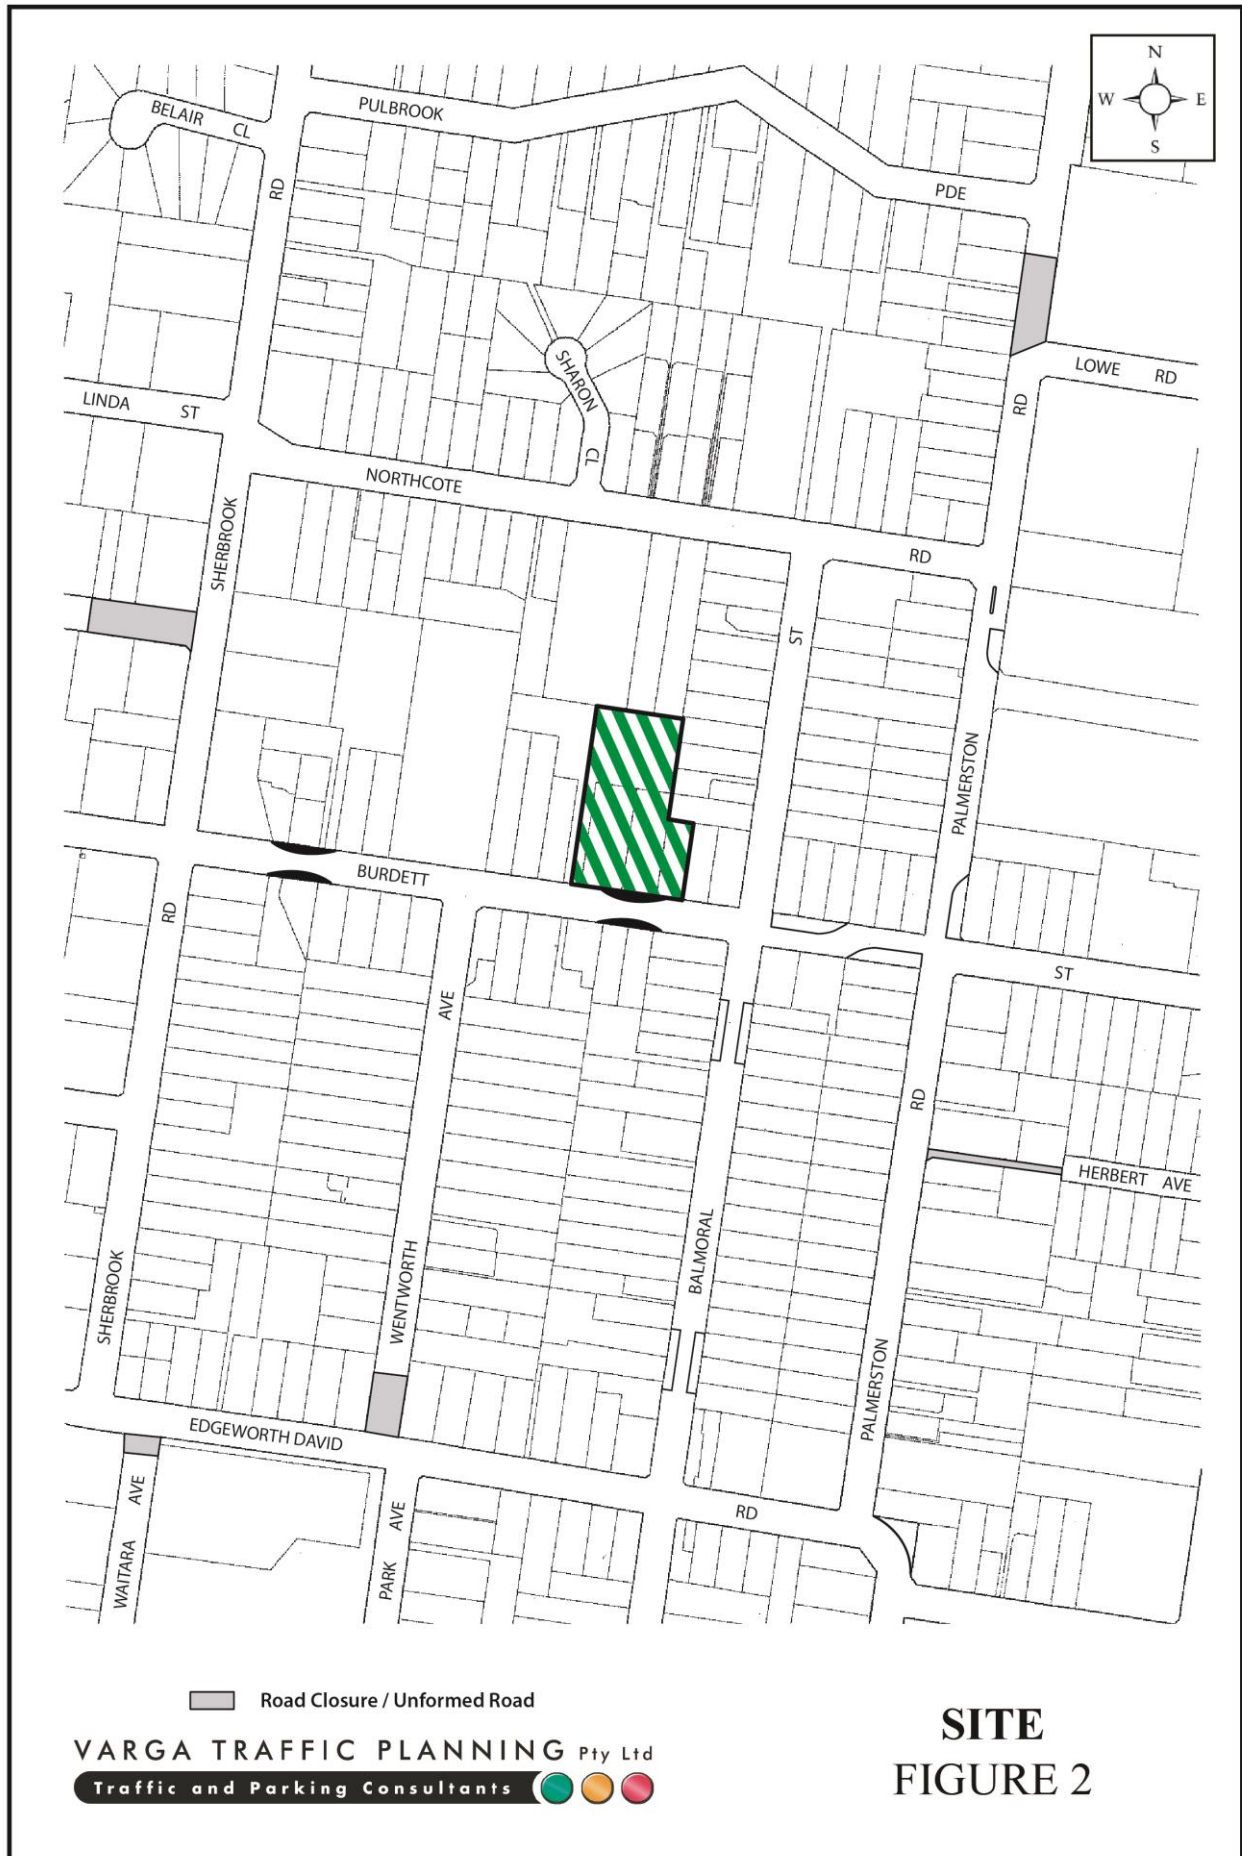 N
W E
S
BELAIR CL
PULBROOK
PDE
RD
LOWE RD
SHARON
CL
RD
LINDA ST
NORTHCOTE
RD
SHERBROOK
ST
PALMERSTON
BURDETT
ST
RD
AVE
RD
HERBERT AVE
BALMORAL
WENTWORTH
SHERBROOK
PALMERSTON
EDGEWORTH DAVID
RD
WAITARA AVE
PARK AVE
Road Closure / Unformed Road
VARGA TRAFFIC PLANNING Pty Ltd
Traffic and Parking Consultants
SITE
FIGURE 2